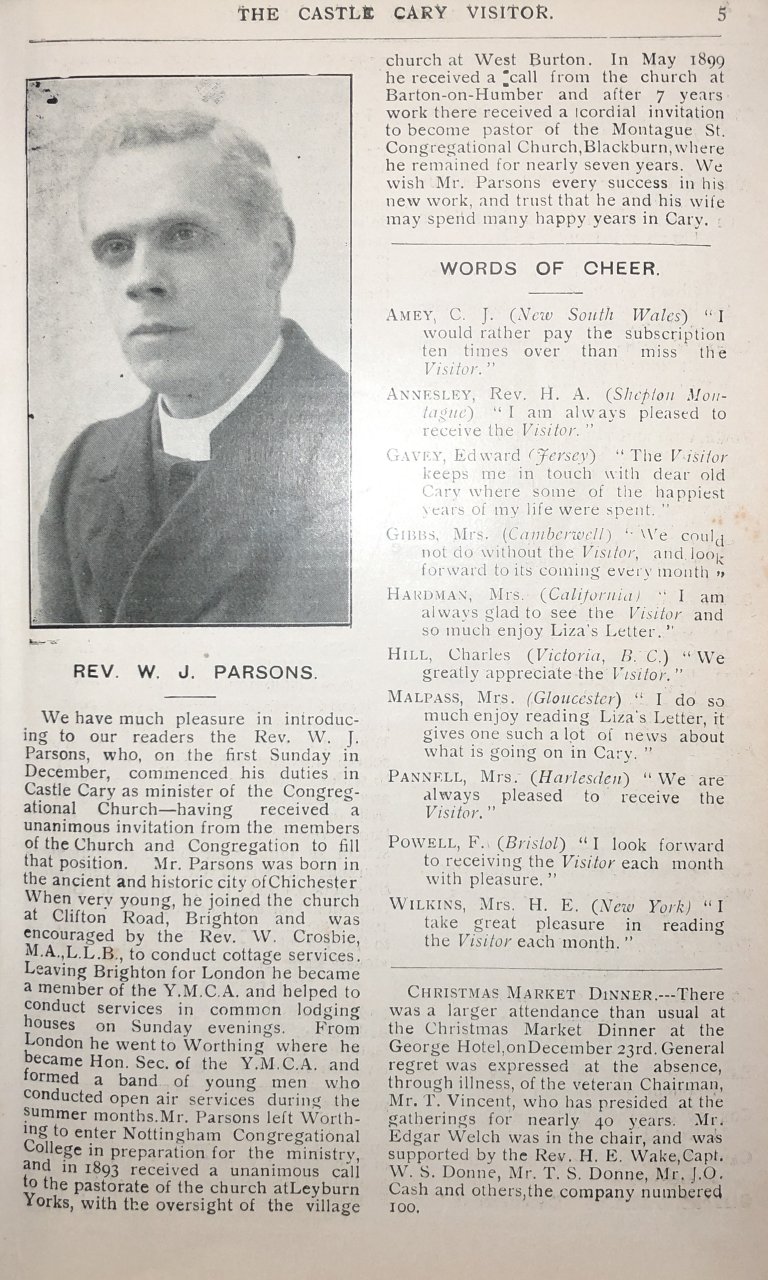 THE CASTLE CARY VISITOR.
5
REV. W. J. PARSONS.
We have much pleasure in introduc-
ing to our readers the Rev. W. J.
Parsons, who, on the first Sunday in
December, commenced his duties in
Castle Cary as minister of the Congreg-
ational Church—having received a
unanimous invitation from the members
of the Church and Congregation to fill
that position. Mr. Parsons was born in
the ancient and historic city of Chichester
When very young, he joined the church
at Clifton Road, Brighton and was
encouraged by the Rev. W. Crosbie,
M.A.,L.L.B., to conduct cottage services.
Leaving Brighton for London he became
a member of the Y.M.C.A. and helped to
conduct services in common lodging
houses on Sunday evenings. From
London he went to Worthing where he
became Hon. Sec. of the Y.M.C.A. and
formed a band of young men who
conducted open air services during the
summer months.Mr. Parsons left Worth-
ing to enter Nottingham Congregational
College in preparation for the ministry,
and in 1893 received a unanimous call
to the pastorate of the church atLeyburn
Yorks, with the oversight of the village
church at West Burton. In May 1899
he received a call from the church at
Barton-on-Humber and after 7 years
work there received a cordial invitation
to become pastor of the Montague St.
Congregational Church,Blackburn,where
he remained for nearly seven years. We
wish Mr. Parsons every success in his
new work, and trust that he and his wife
may spend many happy years in Cary.
WORDS OF CHEER.
AMEY, C. J. (New South Wales) "I
would rather pay the subscription
ten times over than miss the
Visitor."
ANNESLEY, Rev. H. A. (Shepton Mon-
tague) "I am always pleased to
receive the Visitor."
GAVEY, Edward (Jersey) "The Visitor
keeps me in touch with dear old
Cary where some of the happiest
years of my life were spent."
GIBBS, Mrs. (Camberwell) "We could
not do without the Visitor, and look
forward to its coming every month"
HARDMAN, Mrs. (California) "I am
always glad to see the Visitor and
so much enjoy Liza's Letter."
HILL, Charles (Victoria, B. C.) "We
greatly appreciate the Visitor."
MALPASS, Mrs. (Gloucester) "I do so
much enjoy reading Liza's Letter, it
gives one such a lot of news about
what is going on in Cary."
PANNELL, Mrs. (Harlesden) "We are
always pleased to receive the
Visitor."
POWELL, F. (Bristol) "I look forward
to receiving the Visitor each month
with pleasure."
WILKINS, Mrs. H. E. (New York) "I
take great pleasure in reading
the Visitor each month."
CHRISTMAS MARKET DINNER.---There
was a larger attendance than usual at
the Christmas Market Dinner at the
George Hotel,onDecember 23rd. General
regret was expressed at the absence,
through illness, of the veteran Chairman,
Mr. T. Vincent, who has presided at the
gatherings for nearly 40 years. Mr.
Edgar Welch was in the chair, and was
supported by the Rev. H. E. Wake,Capt.
W. S. Donne, Mr. T. S. Donne, Mr. J.O.
Cash and others,the company numbered
100.